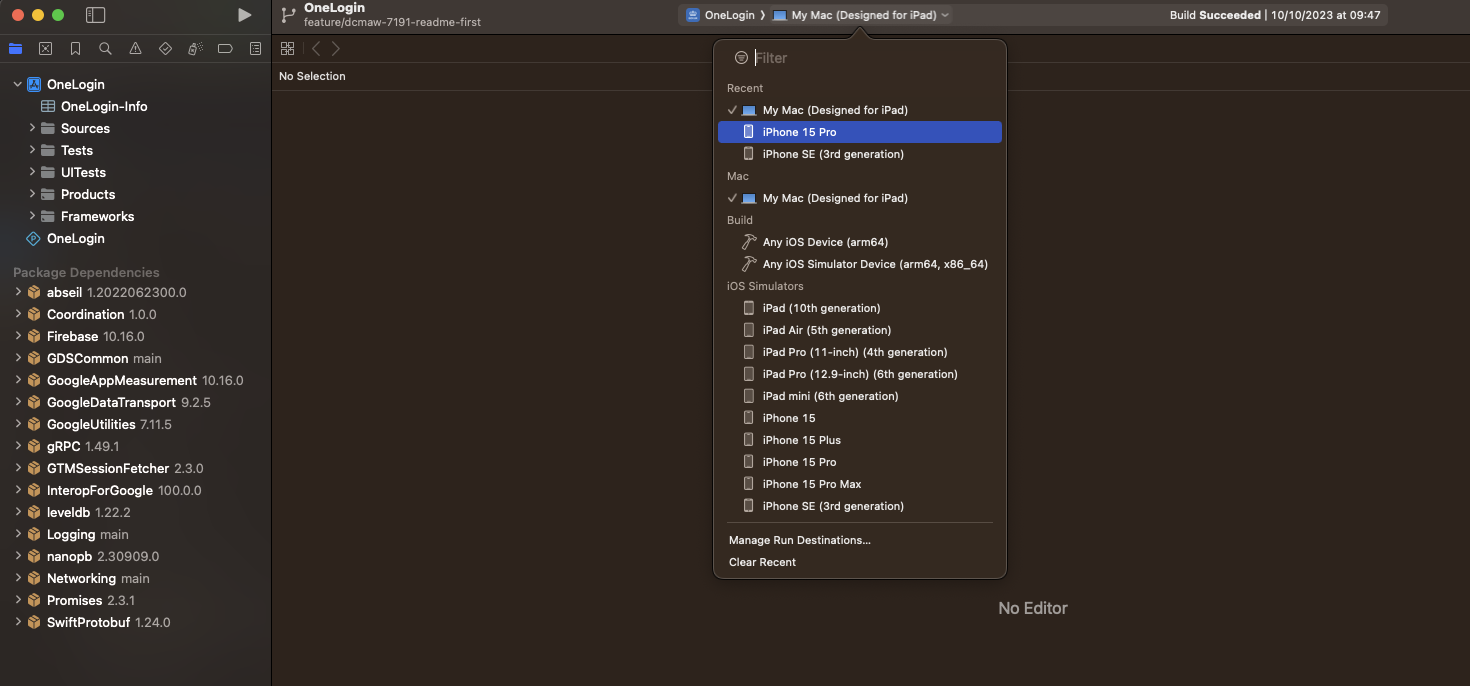 OneLogin
feature/dcmaw-7191-readme-first
OneLogin ❯ My Mac (Designed for iPad)
Build Succeeded | 10/10/2023 at 09:47
No Selection
OneLogin
OneLogin-Info
Sources
Tests
UITests
Products
Frameworks
OneLogin
Package Dependencies
abseil 1.2022062300.0
Coordination 1.0.0
Firebase 10.16.0
GDSCommon main
GoogleAppMeasurement 10.16.0
GoogleDataTransport 9.2.5
GoogleUtilities 7.11.5
gRPC 1.49.1
GTMSessionFetcher 2.3.0
InteropForGoogle 100.0.0
leveldb 1.22.2
Logging main
nanopb 2.30909.0
Networking main
Promises 2.3.1
SwiftProtobuf 1.24.0
Filter
Recent
My Mac (Designed for iPad)
iPhone 15 Pro
iPhone SE (3rd generation)
Mac
My Mac (Designed for iPad)
Build
Any iOS Device (arm64)
Any iOS Simulator Device (arm64, x86_64)
iOS Simulators
iPad (10th generation)
iPad Air (5th generation)
iPad Pro (11-inch) (4th generation)
iPad Pro (12.9-inch) (6th generation)
iPad mini (6th generation)
iPhone 15
iPhone 15 Plus
iPhone 15 Pro
iPhone 15 Pro Max
iPhone SE (3rd generation)
Manage Run Destinations...
Clear Recent
No Editor